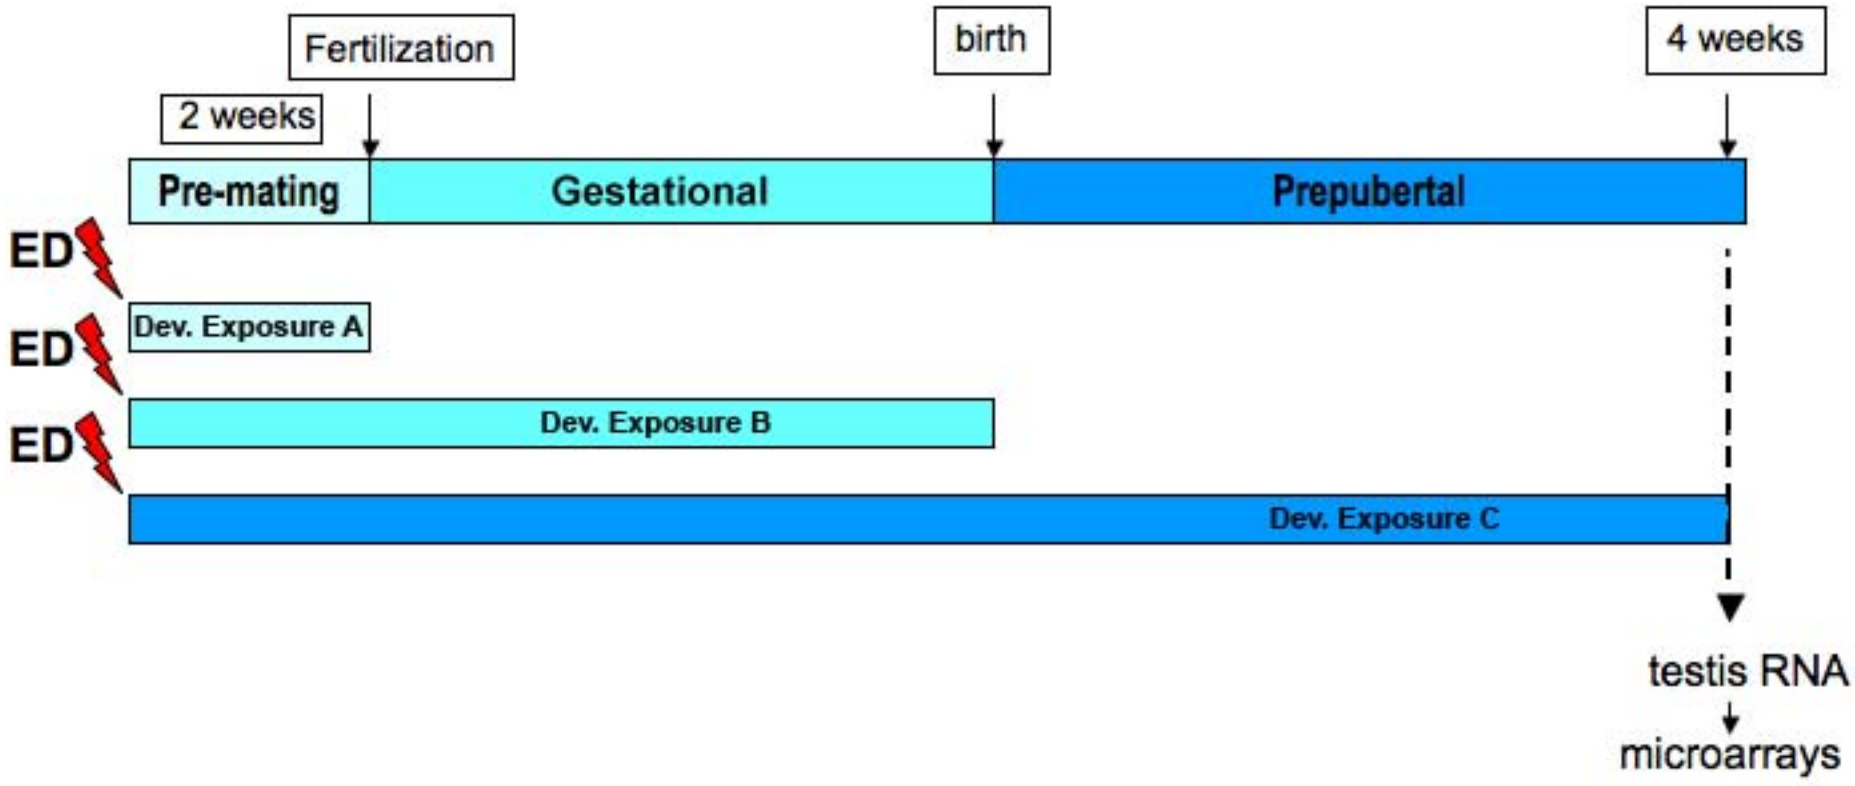 Fertilization
birth
4 weeks
2 weeks
Pre-mating
Gestational
Prepubertal
ED
Dev. Exposure A
ED
Dev. Exposure B
ED
Dev. Exposure C
testis RNA
microarrays